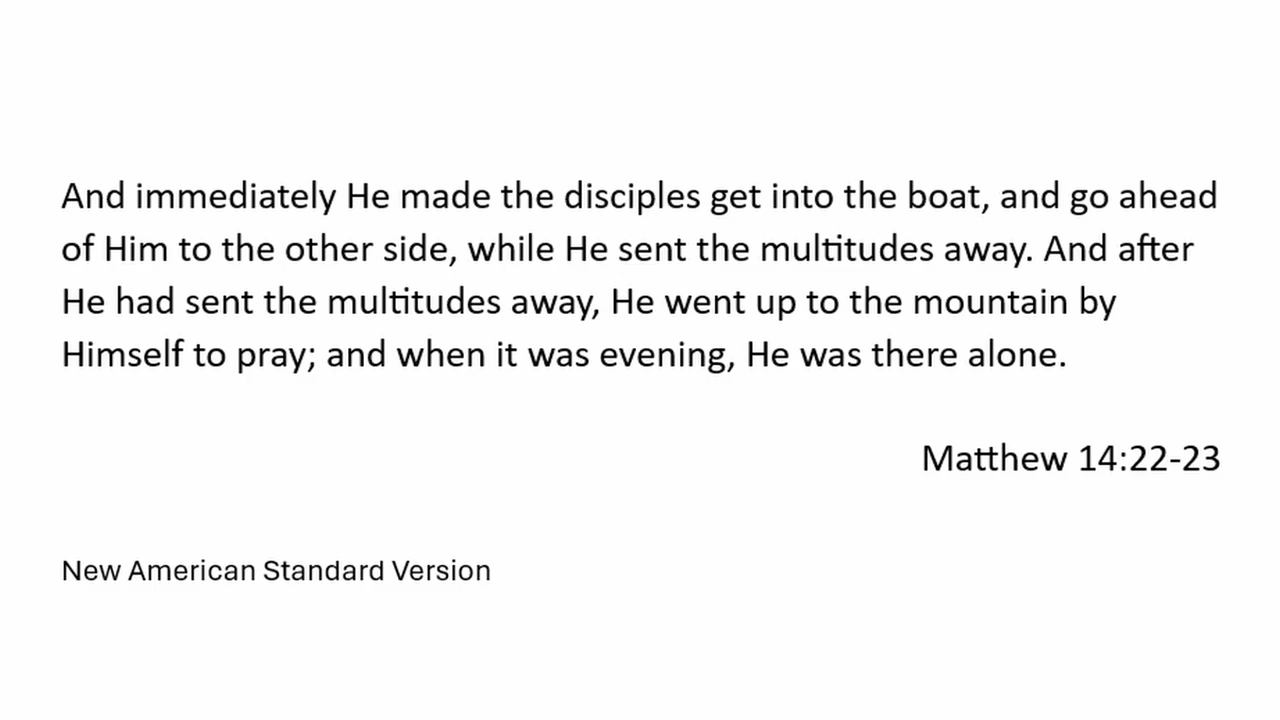 And immediately He made the disciples get into the boat, and go ahead
of Him to the other side, while He sent the multitudes away. And after
He had sent the multitudes away, He went up to the mountain by
Himself to pray; and when it was evening, He was there alone.
Matthew 14:22-23
New American Standard Version